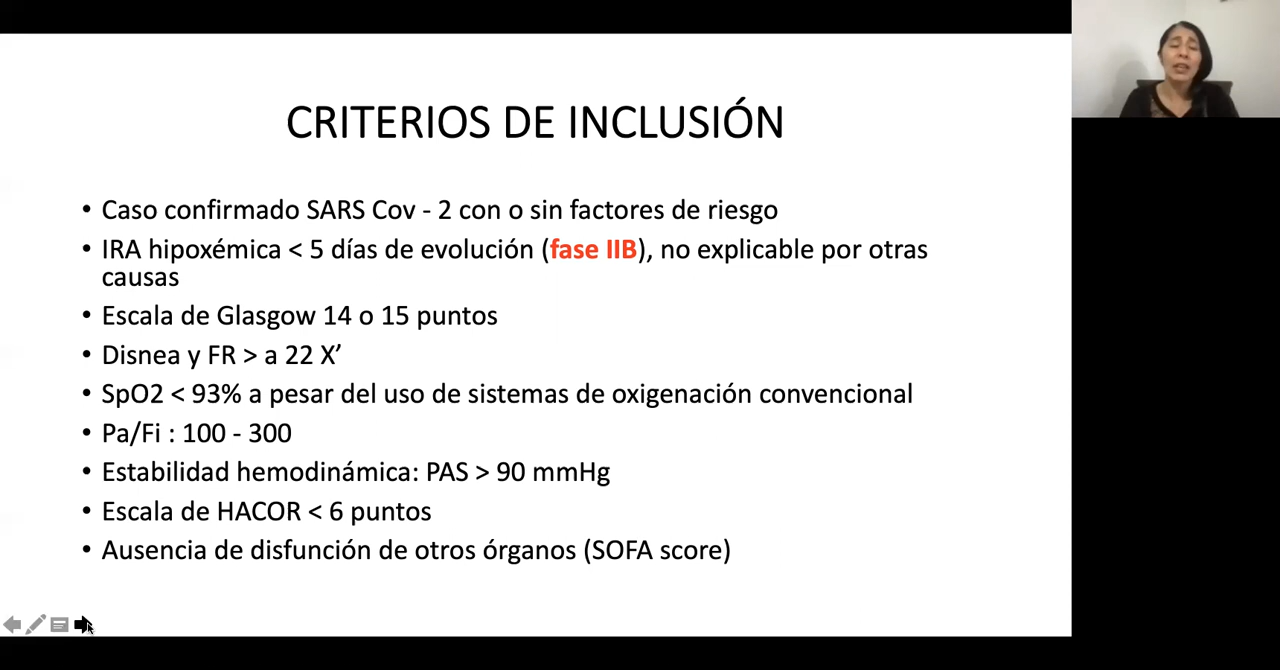 CRITERIOS DE INCLUSIÓN
• Caso confirmado SARS Cov - 2 con o sin factores de riesgo
• IRA hipoxémica < 5 días de evolución (fase IIB), no explicable por otras
causas
• Escala de Glasgow 14 o 15 puntos
• Disnea y FR > a 22 X’
• SpO2 < 93% a pesar del uso de sistemas de oxigenación convencional
• Pa/Fi : 100 - 300
• Estabilidad hemodinámica: PAS > 90 mmHg
• Escala de HACOR < 6 puntos
• Ausencia de disfunción de otros órganos (SOFA score)